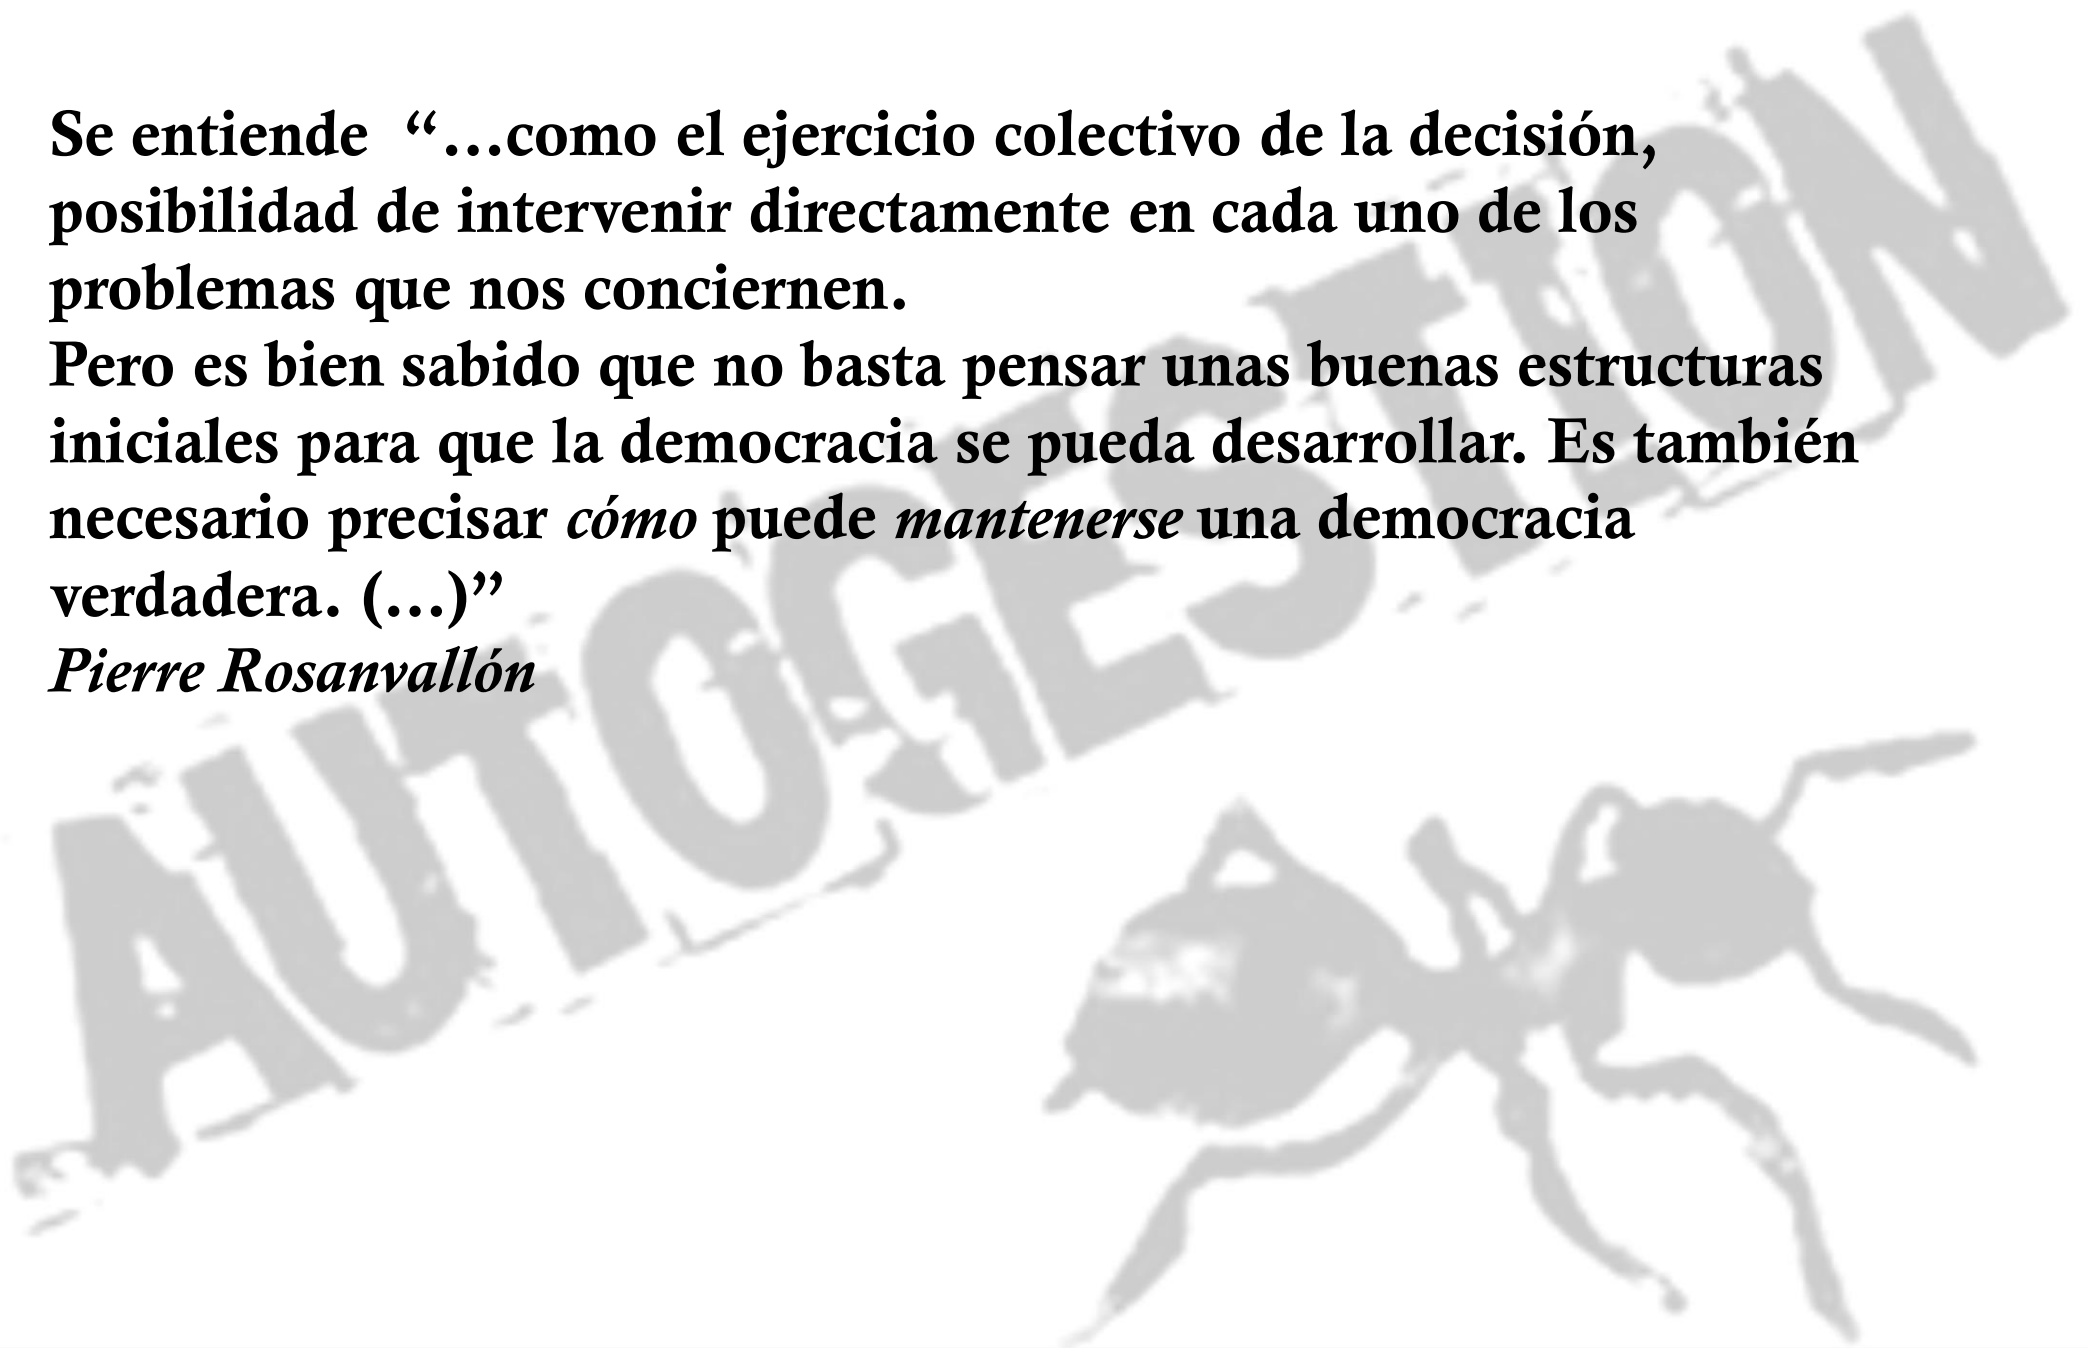 Se entiende  “…como el ejercicio colectivo de la decisión,
posibilidad de intervenir directamente en cada uno de los
problemas que nos conciernen.
Pero es bien sabido que no basta pensar unas buenas estructuras
iniciales para que la democracia se pueda desarrollar. Es también
necesario precisar cómo puede mantenerse una democracia
verdadera. (…)”
Pierre Rosanvallón
AUTOGESTION